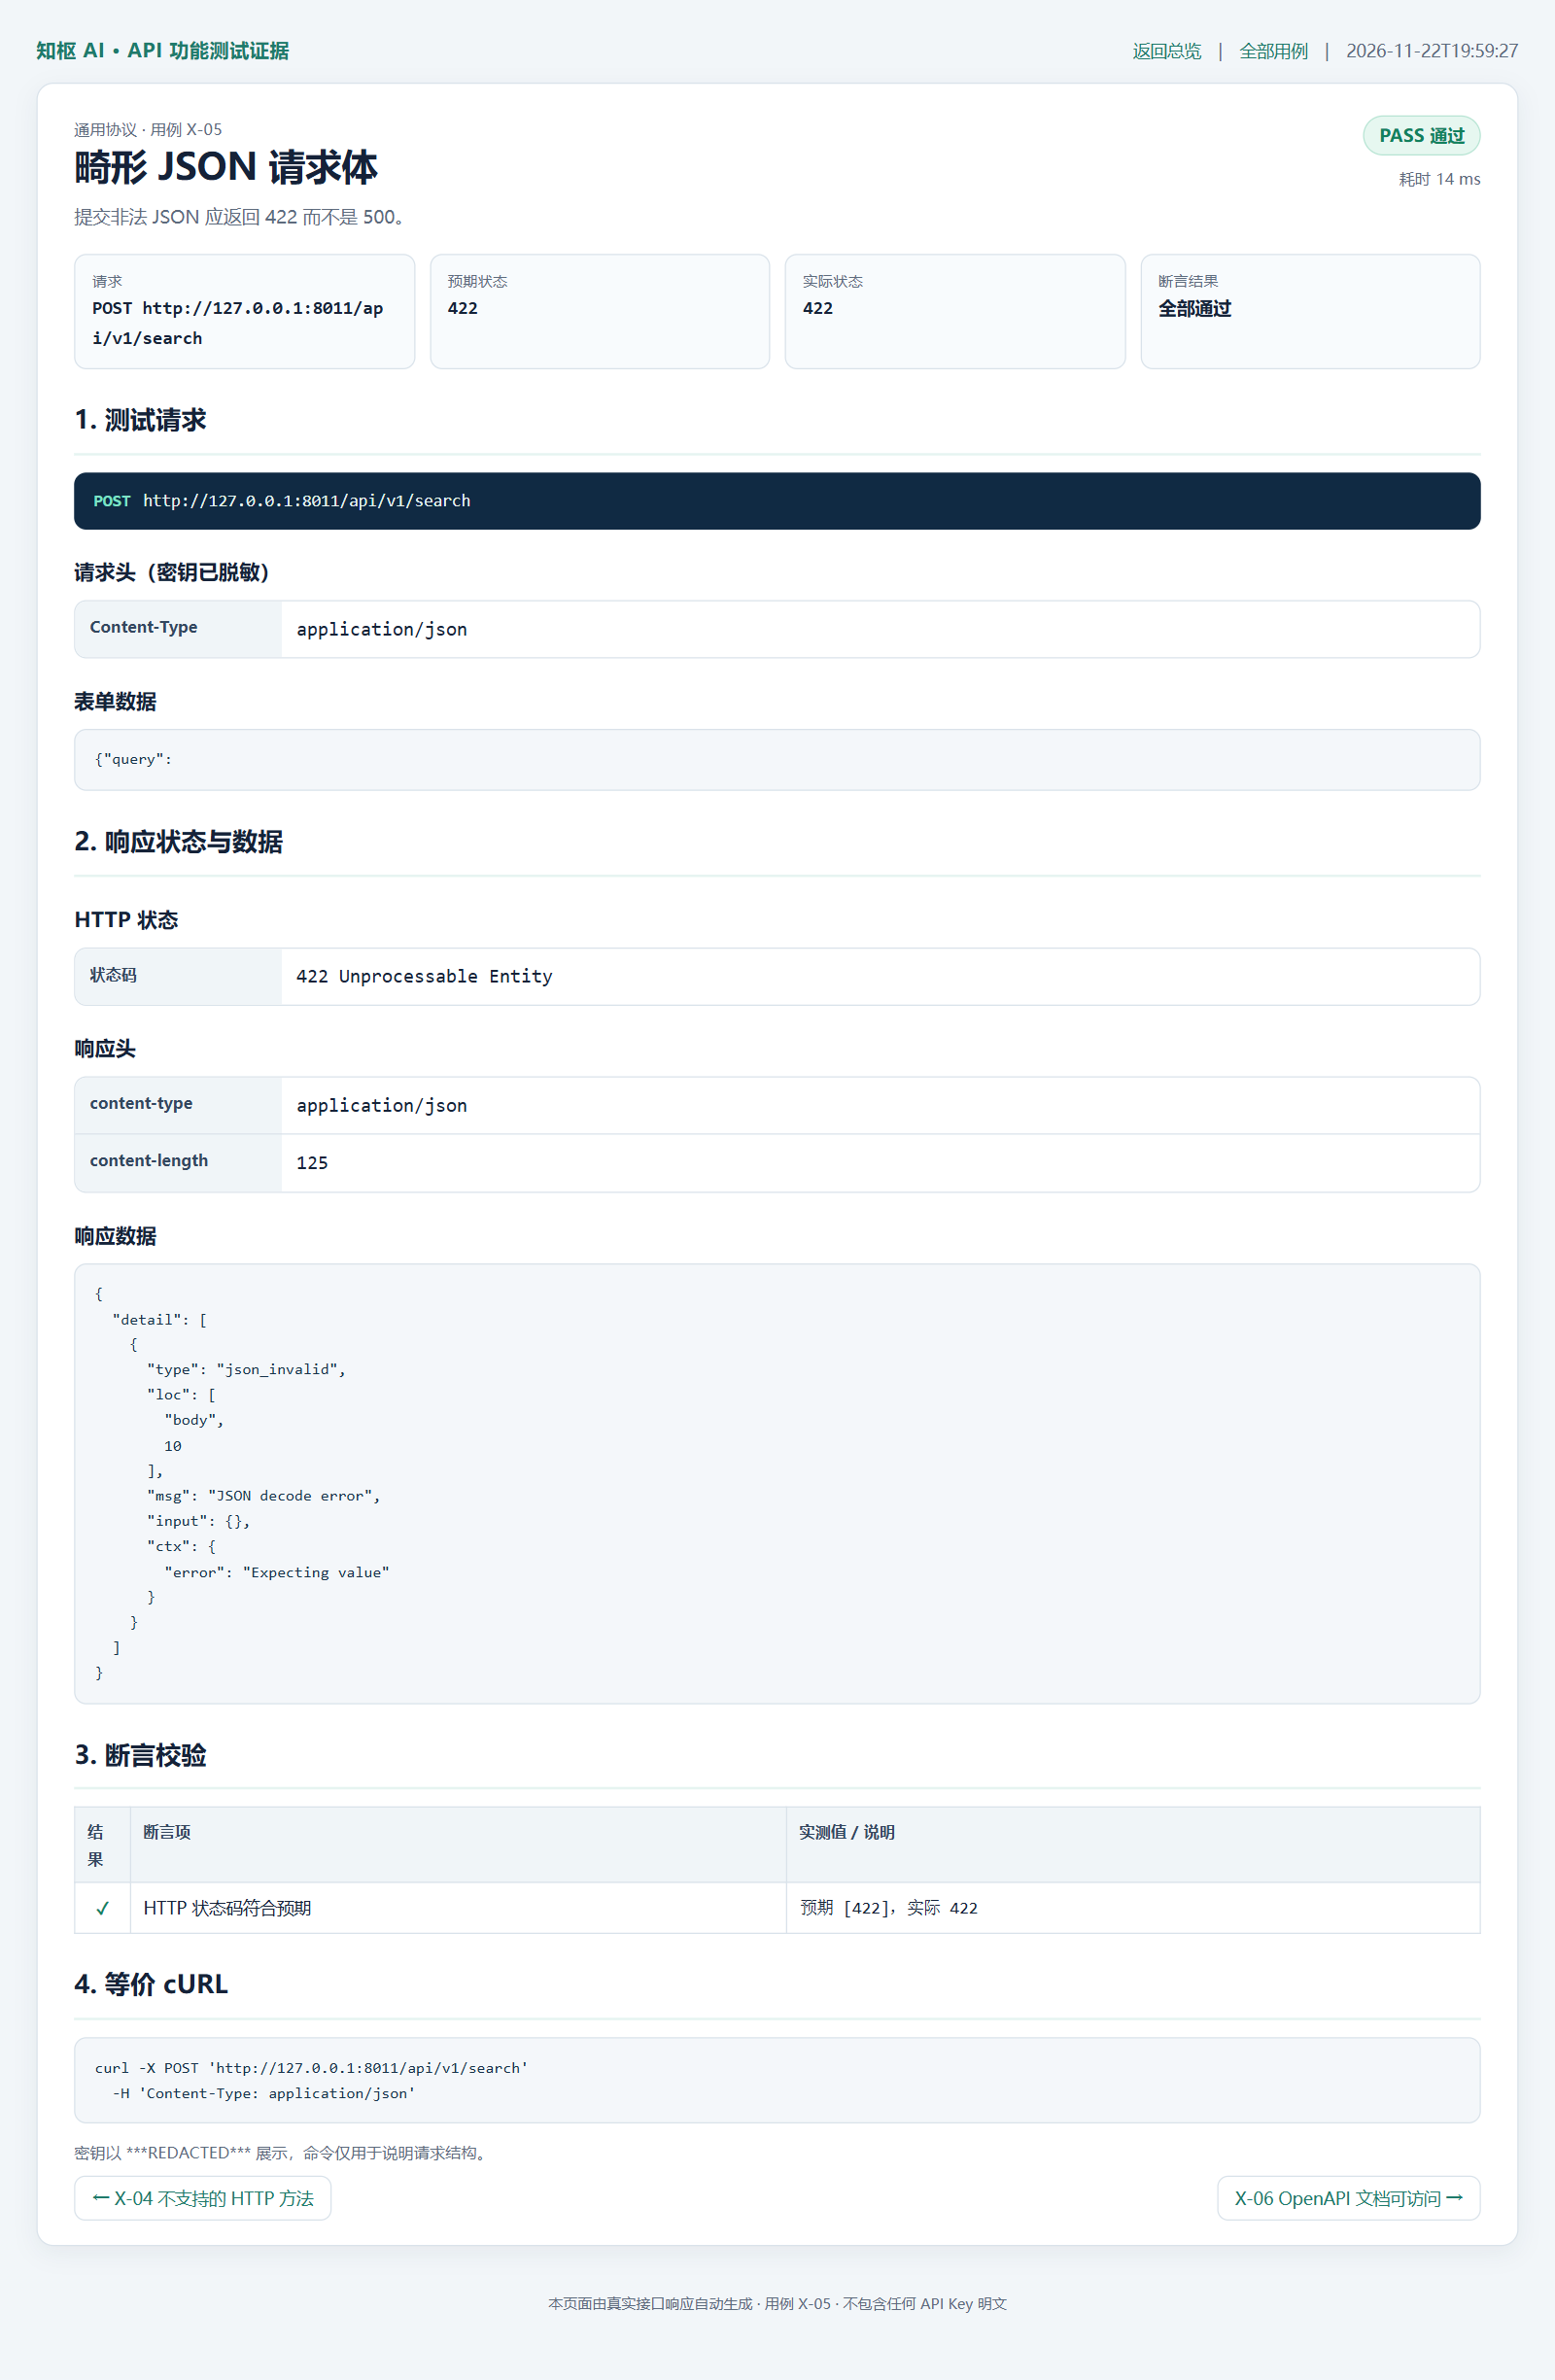 知枢 AI · API 功能测试证据
返回总览 | 全部用例 | 2026-11-22T19:59:27
通用协议 · 用例 X-05
畸形 JSON 请求体
提交非法 JSON 应返回 422 而不是 500。
PASS 通过
耗时 14 ms
请求
POST http://127.0.0.1:8011/ap
i/v1/search
预期状态
422
实际状态
422
断言结果
全部通过
1. 测试请求
POST http://127.0.0.1:8011/api/v1/search
请求头（密钥已脱敏）
Content-Type application/json
表单数据
{"query":
2. 响应状态与数据
HTTP 状态
状态码 422 Unprocessable Entity
响应头
content-type application/json
content-length 125
响应数据
{
  "detail": [
    {
      "type": "json_invalid",
      "loc": [
        "body",
        10
      ],
      "msg": "JSON decode error",
      "input": {},
      "ctx": {
        "error": "Expecting value"
      }
    }
  ]
}
3. 断言校验
结
果
断言项
实测值 / 说明
✓ HTTP 状态码符合预期 预期 [422]，实际 422
4. 等价 cURL
curl -X POST 'http://127.0.0.1:8011/api/v1/search'
  -H 'Content-Type: application/json'
密钥以 ***REDACTED*** 展示，命令仅用于说明请求结构。
← X-04 不支持的 HTTP 方法
X-06 OpenAPI 文档可访问 →
本页面由真实接口响应自动生成 · 用例 X-05 · 不包含任何 API Key 明文